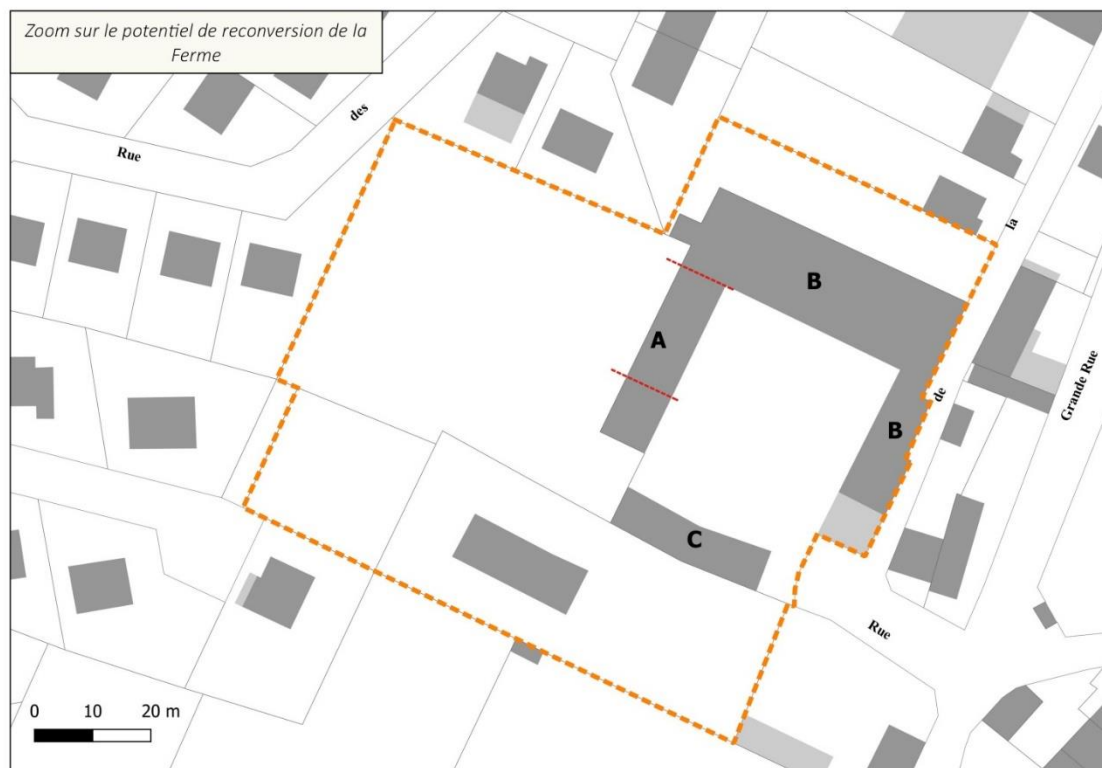 Zoom sur le potentiel de reconversion de la
Ferme
des
Rue
la
B
A
Grande Rue
de
B
C
Rue
0 10 20 m